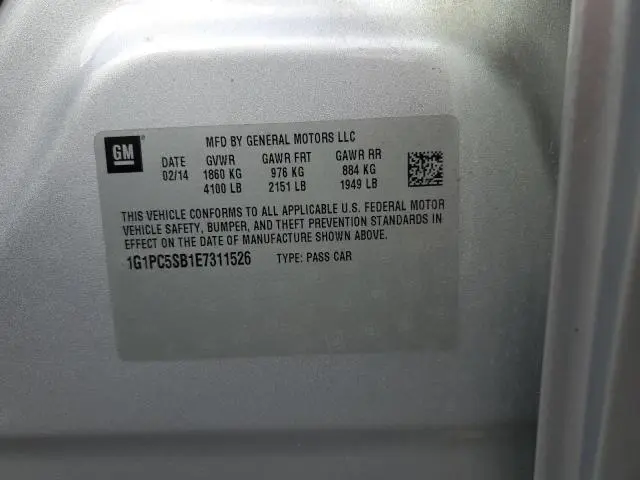 GM
MFD BY GENERAL MOTORS LLC
DATE GVWR GAWR FRT GAWR RR
02/14 1860 KG 976 KG 884 KG
4100 LB 2151 LB 1949 LB
THIS VEHICLE CONFORMS TO ALL APPLICABLE U.S. FEDERAL MOTOR
VEHICLE SAFETY, BUMPER, AND THEFT PREVENTION STANDARDS IN
EFFECT ON THE DATE OF MANUFACTURE SHOWN ABOVE.
1G1PC5SB1E7311526 TYPE: PASS CAR